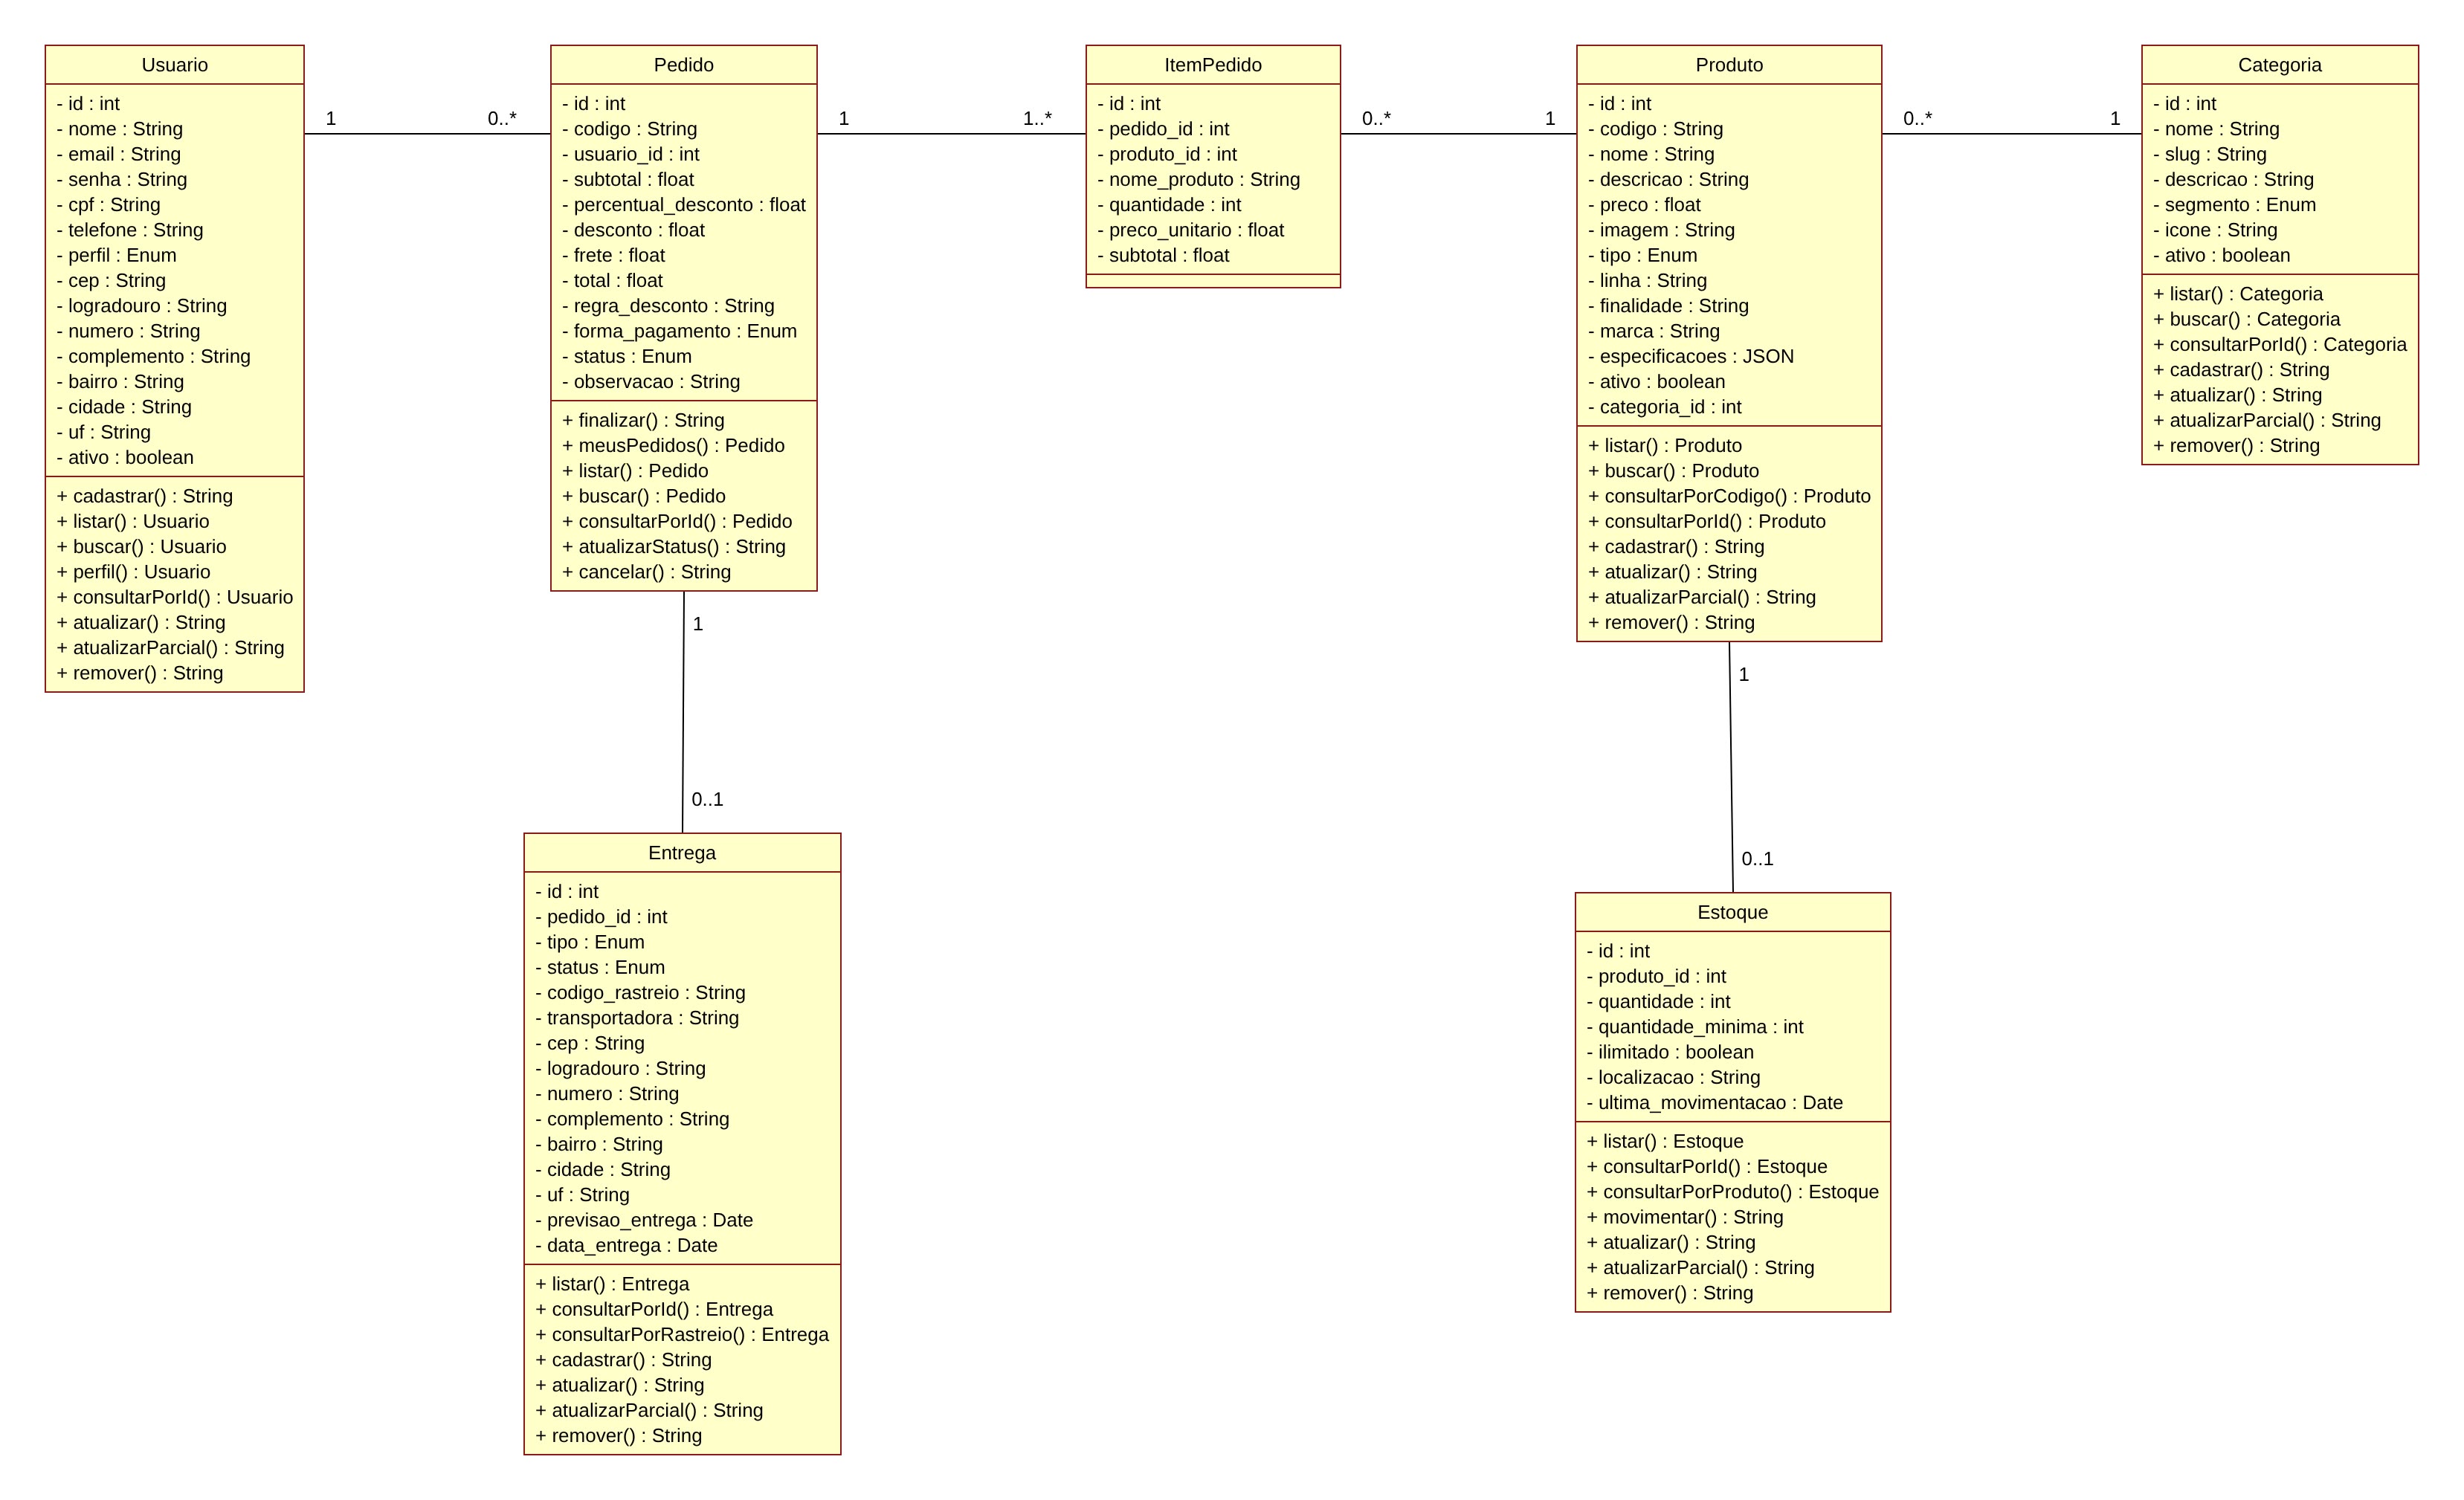 Usuario
- id : int
- nome : String
- email : String
- senha : String
- cpf : String
- telefone : String
- perfil : Enum
- cep : String
- logradouro : String
- numero : String
- complemento : String
- bairro : String
- cidade : String
- uf : String
- ativo : boolean
+ cadastrar() : String
+ listar() : Usuario
+ buscar() : Usuario
+ perfil() : Usuario
+ consultarPorId() : Usuario
+ atualizar() : String
+ atualizarParcial() : String
+ remover() : String
1
0..*
Pedido
- id : int
- codigo : String
- usuario_id : int
- subtotal : float
- percentual_desconto : float
- desconto : float
- frete : float
- total : float
- regra_desconto : String
- forma_pagamento : Enum
- status : Enum
- observacao : String
+ finalizar() : String
+ meusPedidos() : Pedido
+ listar() : Pedido
+ buscar() : Pedido
+ consultarPorId() : Pedido
+ atualizarStatus() : String
+ cancelar() : String
1
1..*
ItemPedido
- id : int
- pedido_id : int
- produto_id : int
- nome_produto : String
- quantidade : int
- preco_unitario : float
- subtotal : float
0..*
1
Produto
- id : int
- codigo : String
- nome : String
- descricao : String
- preco : float
- imagem : String
- tipo : Enum
- linha : String
- finalidade : String
- marca : String
- especificacoes : JSON
- ativo : boolean
- categoria_id : int
+ listar() : Produto
+ buscar() : Produto
+ consultarPorCodigo() : Produto
+ consultarPorId() : Produto
+ cadastrar() : String
+ atualizar() : String
+ atualizarParcial() : String
+ remover() : String
0..*
1
Categoria
- id : int
- nome : String
- slug : String
- descricao : String
- segmento : Enum
- icone : String
- ativo : boolean
+ listar() : Categoria
+ buscar() : Categoria
+ consultarPorId() : Categoria
+ cadastrar() : String
+ atualizar() : String
+ atualizarParcial() : String
+ remover() : String
1
0..1
Entrega
- id : int
- pedido_id : int
- tipo : Enum
- status : Enum
- codigo_rastreio : String
- transportadora : String
- cep : String
- logradouro : String
- numero : String
- complemento : String
- bairro : String
- cidade : String
- uf : String
- previsao_entrega : Date
- data_entrega : Date
+ listar() : Entrega
+ consultarPorId() : Entrega
+ consultarPorRastreio() : Entrega
+ cadastrar() : String
+ atualizar() : String
+ atualizarParcial() : String
+ remover() : String
1
0..1
Estoque
- id : int
- produto_id : int
- quantidade : int
- quantidade_minima : int
- ilimitado : boolean
- localizacao : String
- ultima_movimentacao : Date
+ listar() : Estoque
+ consultarPorId() : Estoque
+ consultarPorProduto() : Estoque
+ movimentar() : String
+ atualizar() : String
+ atualizarParcial() : String
+ remover() : String